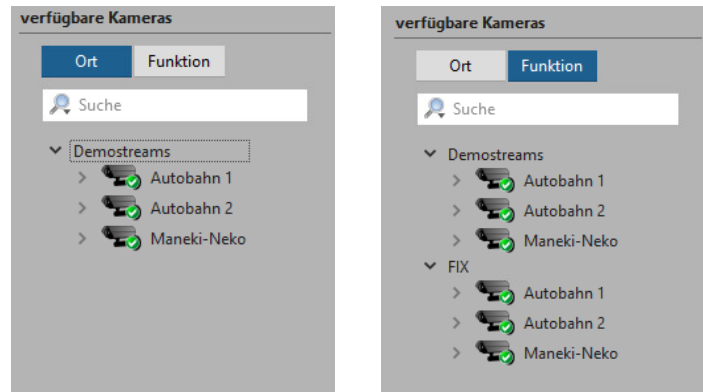 verfügbare Kameras
Ort Funktion
Suche
Demostreams
Autobahn 1
Autobahn 2
Maneki-Neko
verfügbare Kameras
Ort Funktion
Suche
Demostreams
Autobahn 1
Autobahn 2
Maneki-Neko
FIX
Autobahn 1
Autobahn 2
Maneki-Neko